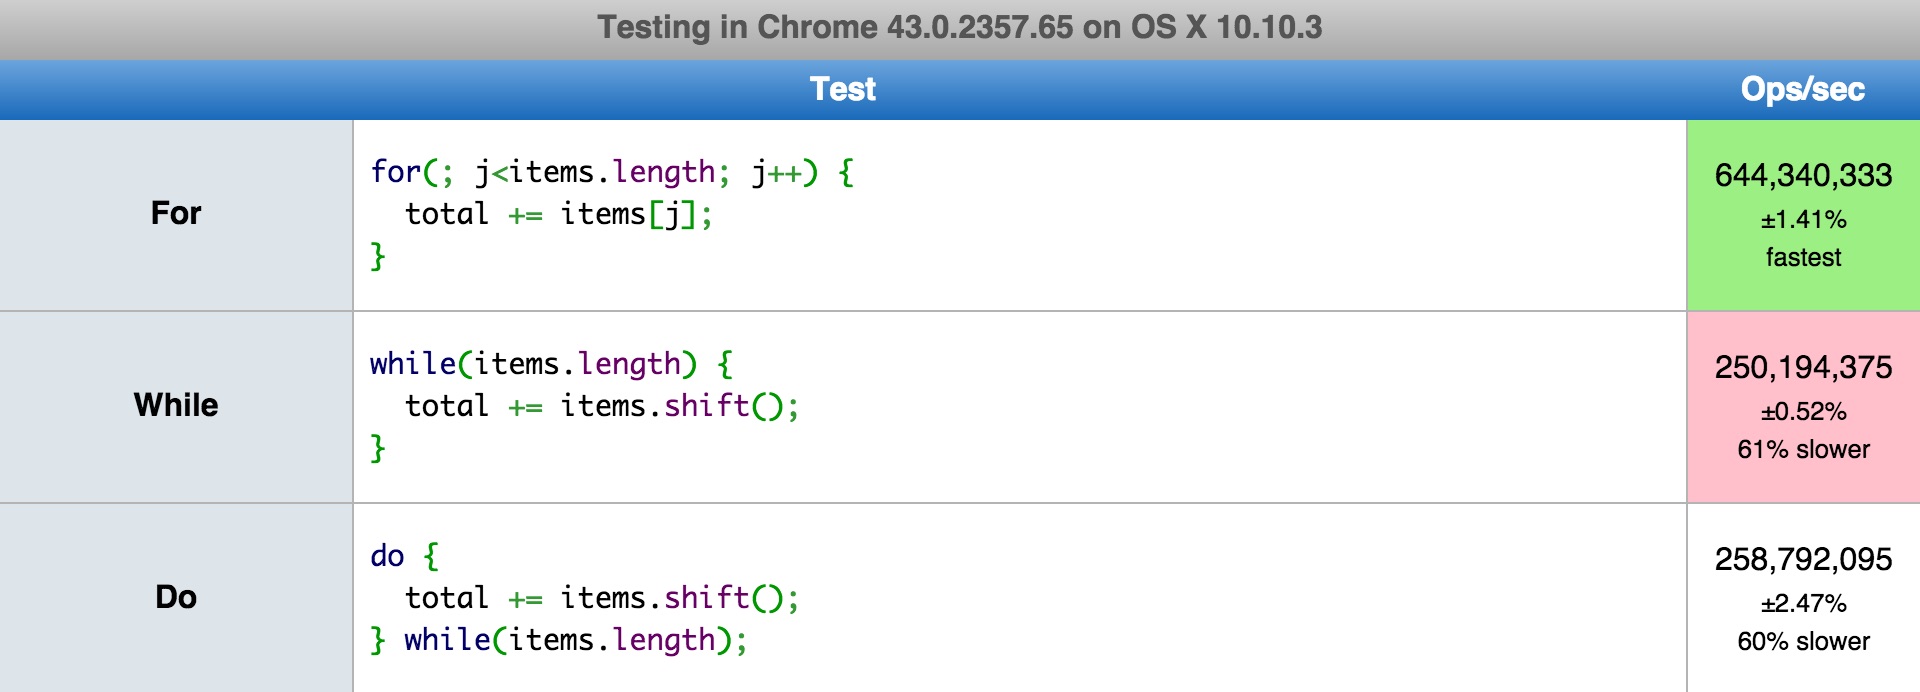 Testing in Chrome 43.0.2357.65 on OS X 10.10.3
Test Ops/sec
For
for(; j<items.length; j++) {
  total += items[j];
}
644,340,333
±1.41%
fastest
While
while(items.length) {
  total += items.shift();
}
250,194,375
±0.52%
61% slower
Do
do {
  total += items.shift();
} while(items.length);
258,792,095
±2.47%
60% slower